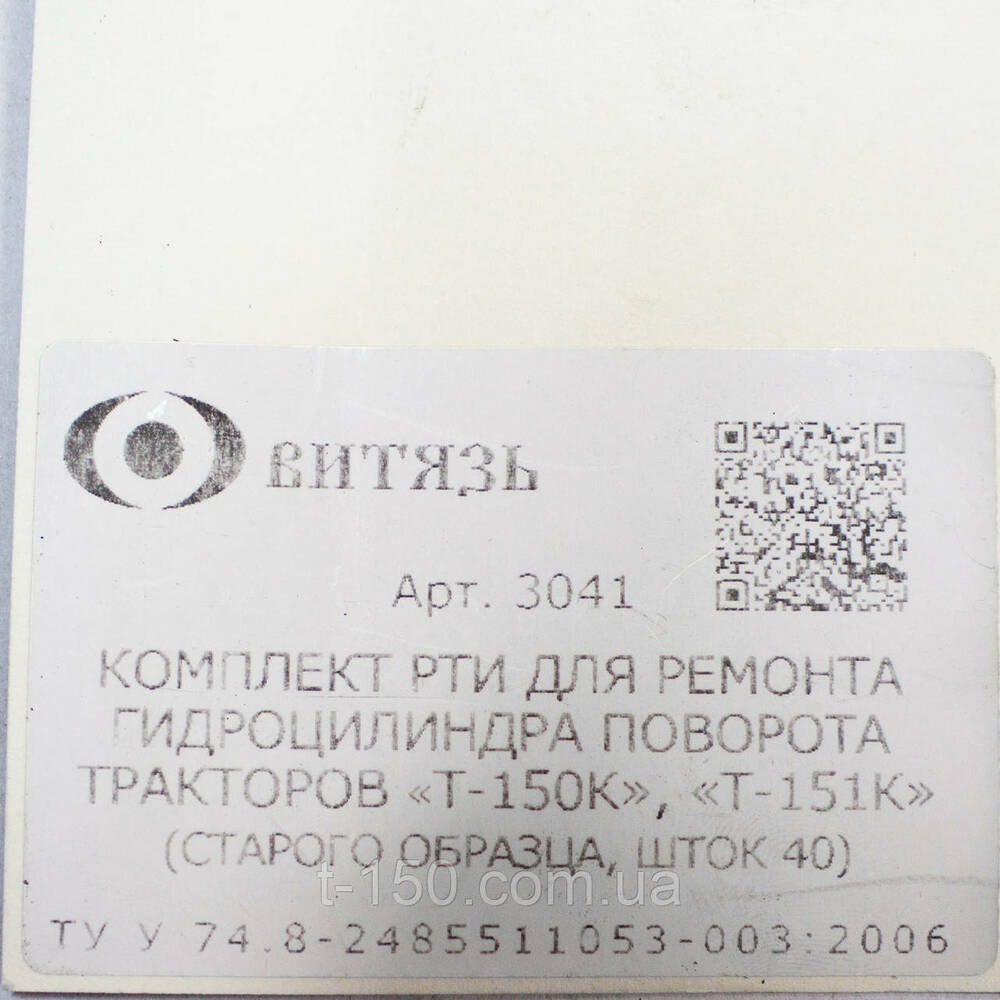 ВИТЯЗЬ
Арт. 3041
КОМПЛЕКТ РТИ ДЛЯ РЕМОНТА
ГИДРОЦИЛИНДРА ПОВОРОТА
ТРАКТОРОВ «Т-150К», «Т-151К»
(СТАРОГО ОБРАЗЦА, ШТОК 40)
t-150.com.ua
ТУ У 74.8-2485511053-003:2006